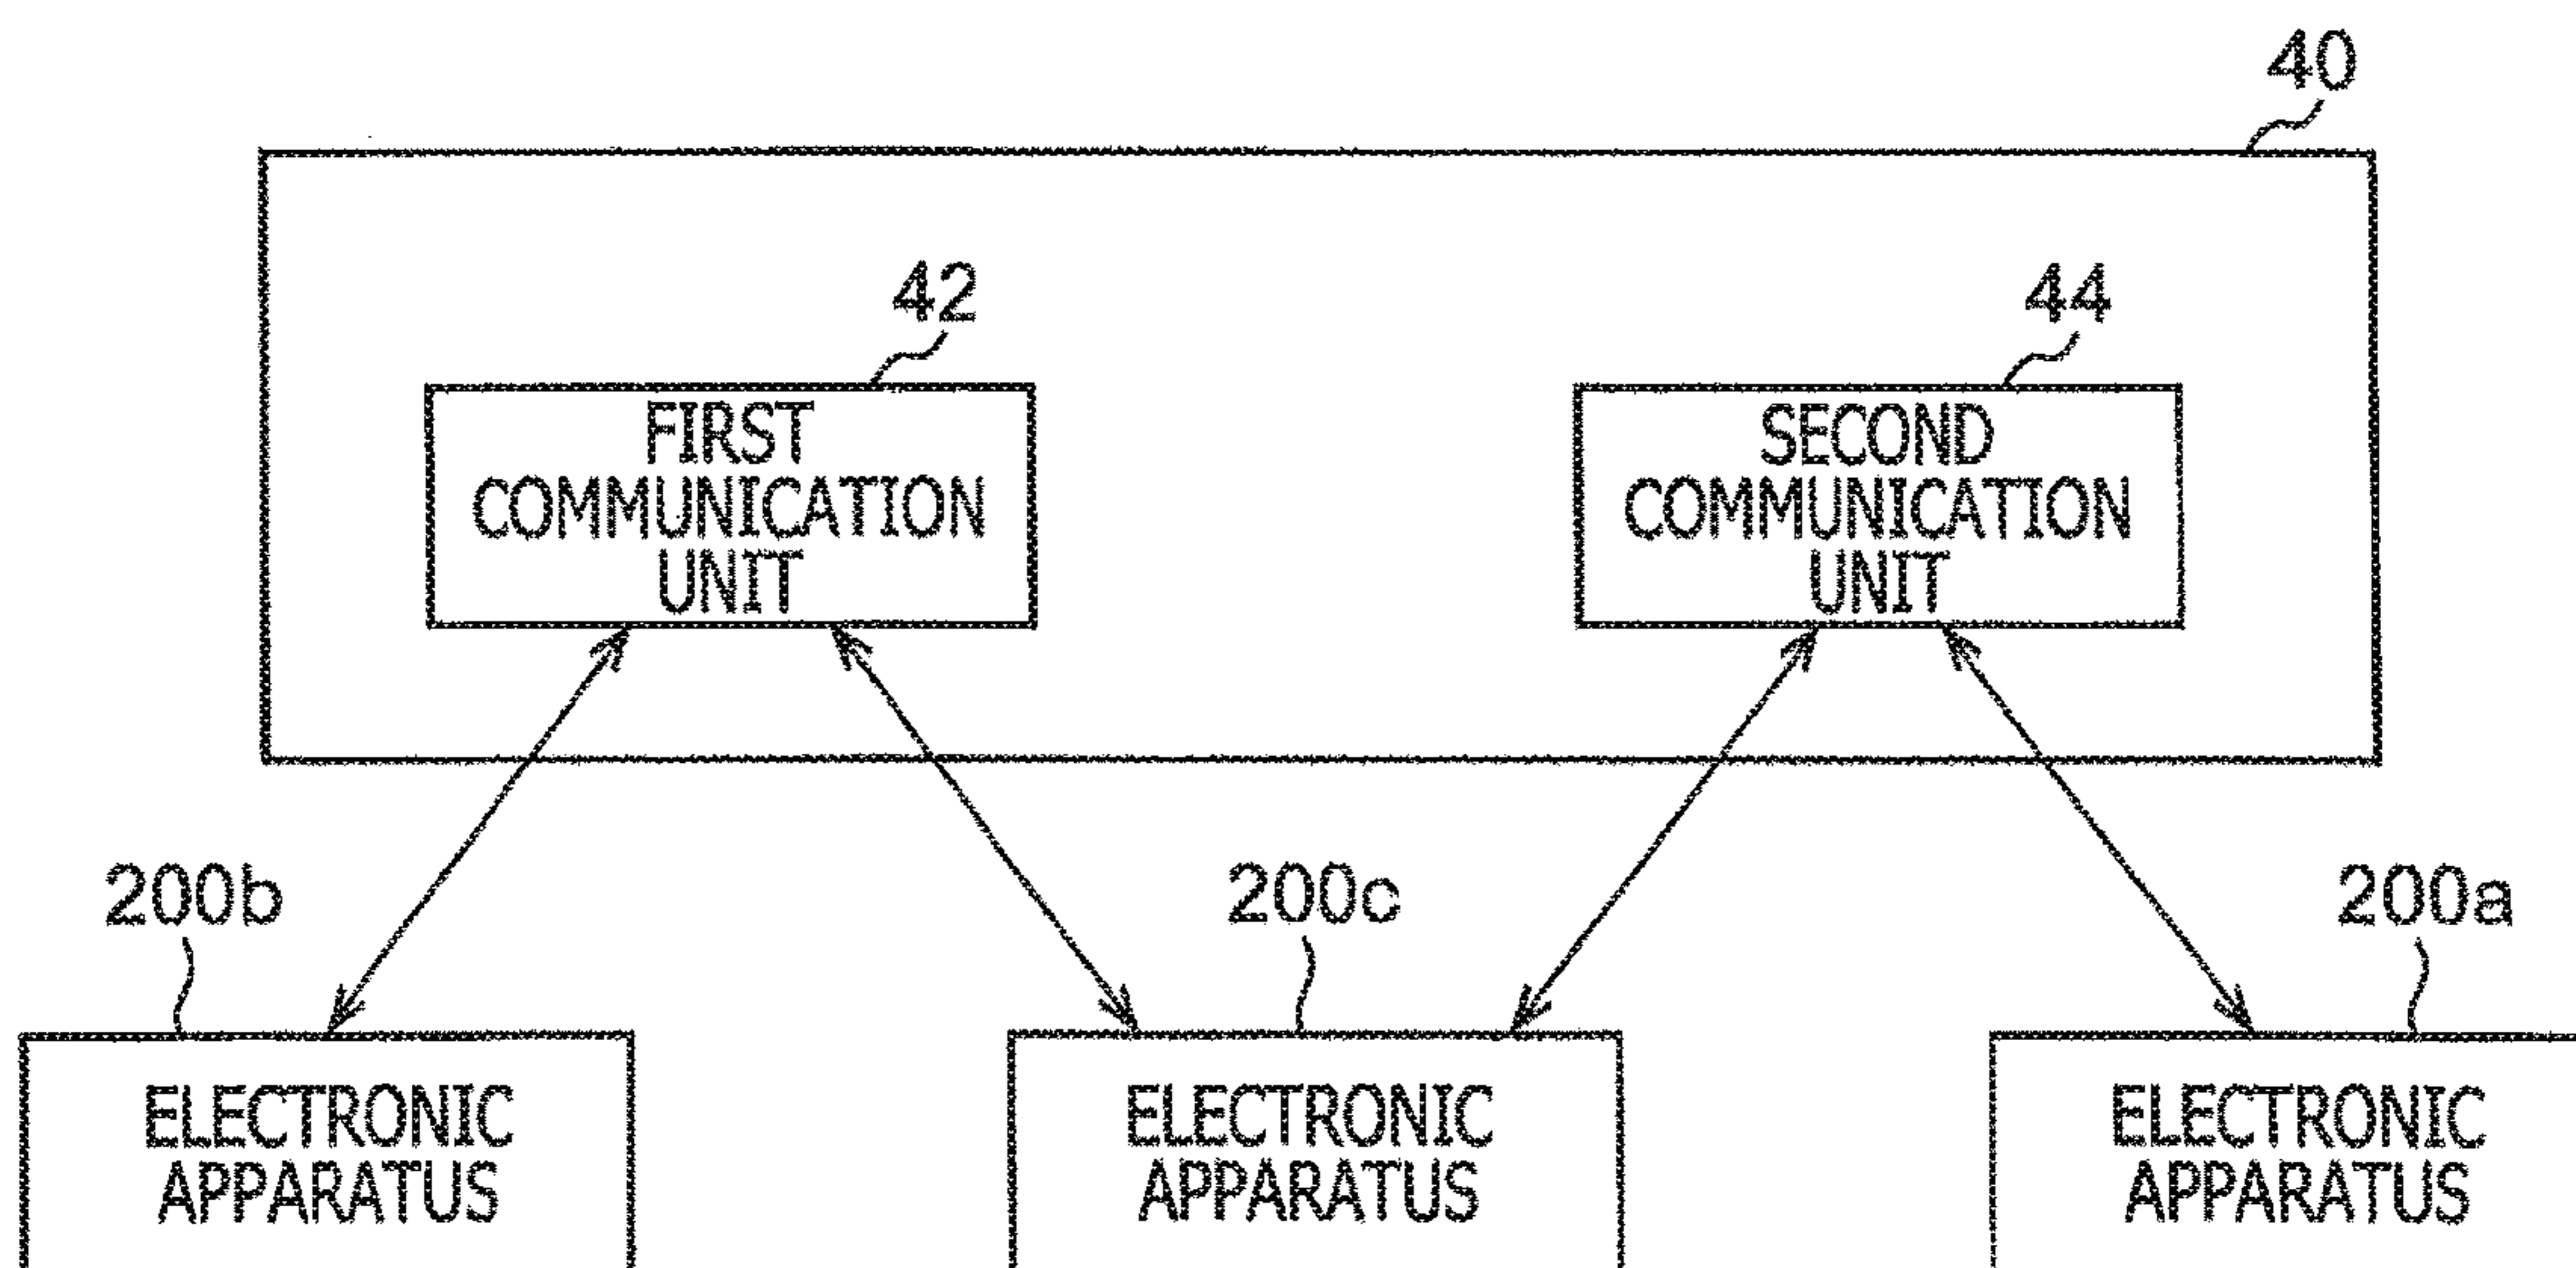 40
42
44
FIRST
COMMUNICATION
UNIT
SECOND
COMMUNICATION
UNIT
200b
200c
200a
ELECTRONIC
APPARATUS
ELECTRONIC
APPARATUS
ELECTRONIC
APPARATUS